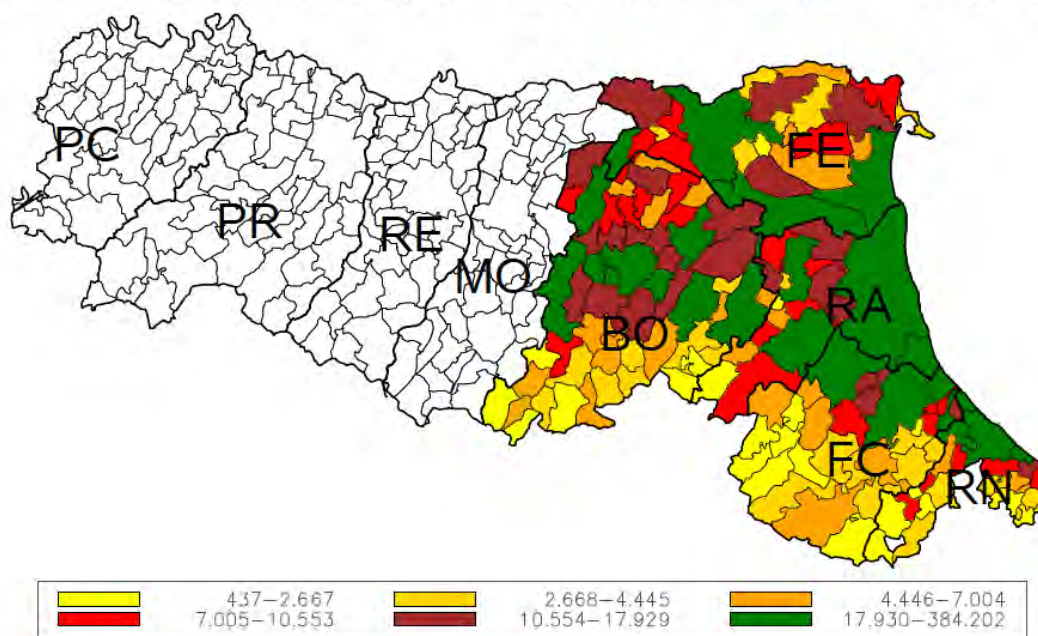 PC
PR
RE
MO
BO
FE
RA
FC
RN
437-2.667 2.668-4.445 4.446-7.004
7.005-10.553 10.554-17.929 17.930-384.202